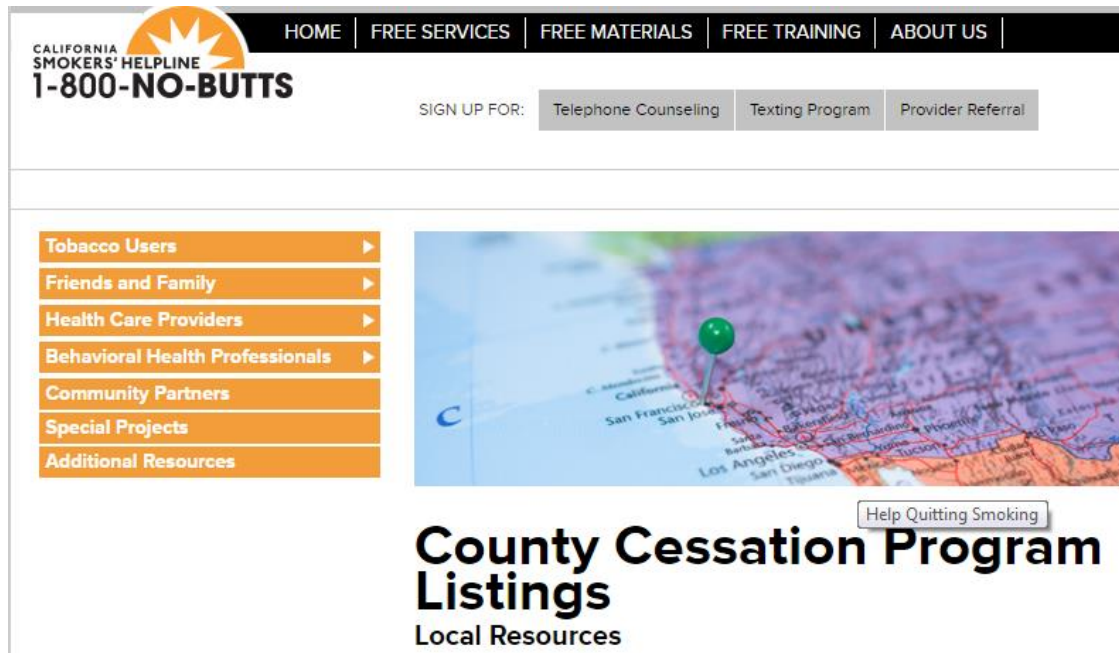 CALIFORNIA
SMOKERS' HELPLINE
1-800-NO-BUTTS
HOME FREE SERVICES FREE MATERIALS FREE TRAINING ABOUT US
SIGN UP FOR: Telephone Counseling Texting Program Provider Referral
Tobacco Users
Friends and Family
Health Care Providers
Behavioral Health Professionals
Community Partners
Special Projects
Additional Resources
C
California
San Francisco
San Jose
Los Angeles
San Diego
Tijuana
Phoenix
Tucson
Help Quitting Smoking
County Cessation Program
Listings
Local Resources